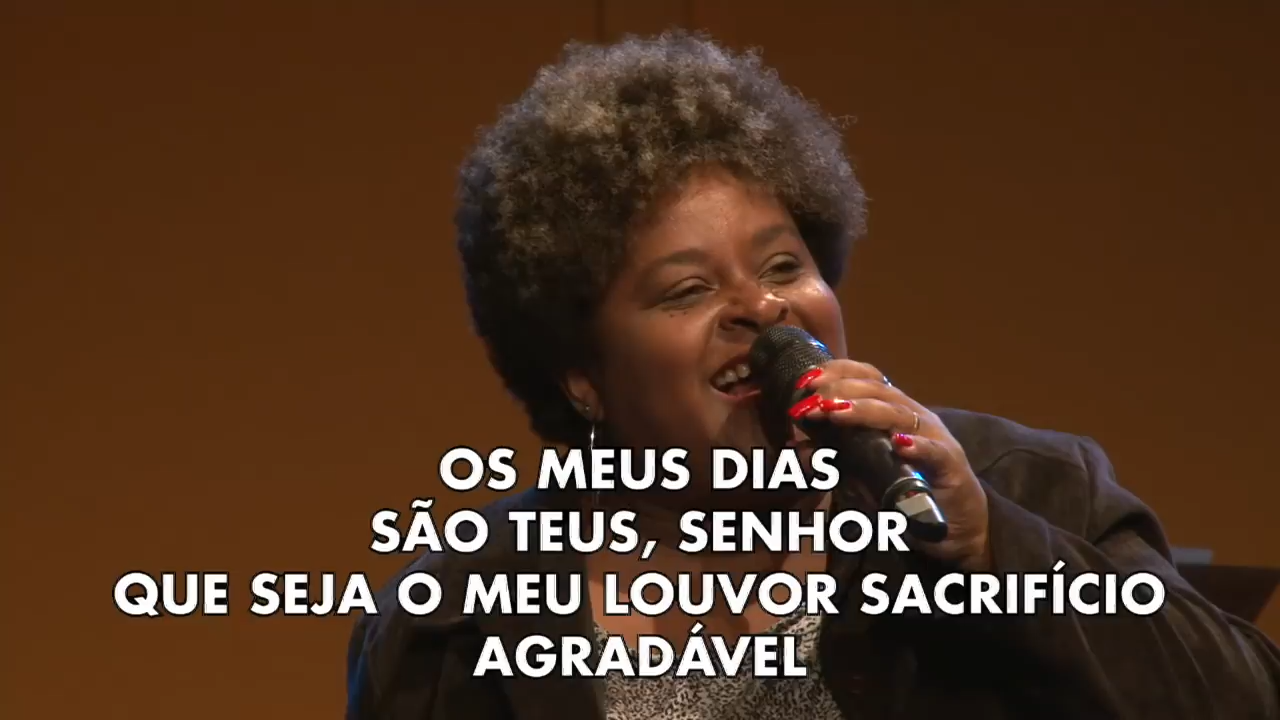 OS MEUS DIAS
SÃO TEUS, SENHOR
QUE SEJA O MEU LOUVOR SACRIFÍCIO
AGRADÁVEL